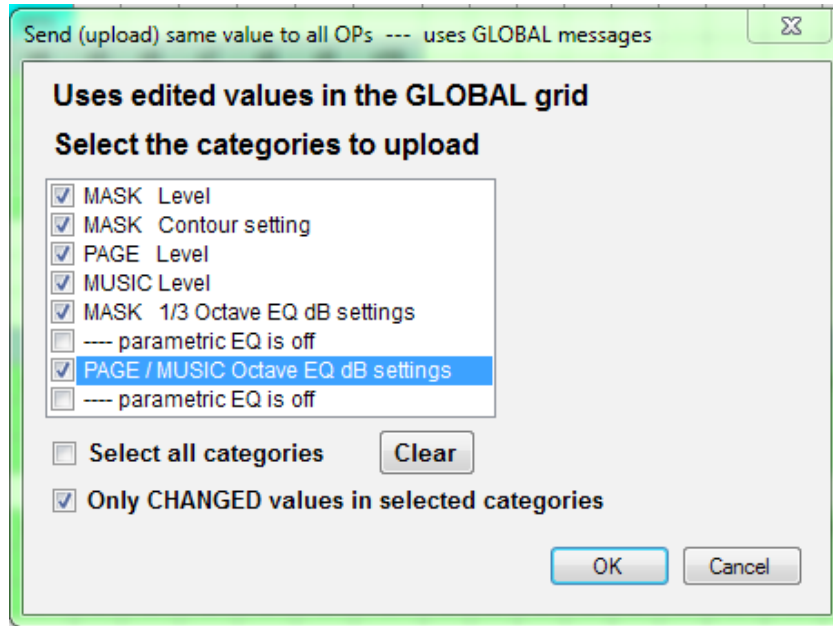 Send (upload) same value to all OPs --- uses GLOBAL messages
Uses edited values in the GLOBAL grid
Select the categories to upload
MASK Level
MASK Contour setting
PAGE Level
MUSIC Level
MASK 1/3 Octave EQ dB settings
---- parametric EQ is off
PAGE / MUSIC Octave EQ dB settings
---- parametric EQ is off
Select all categories Clear
Only CHANGED values in selected categories
OK Cancel